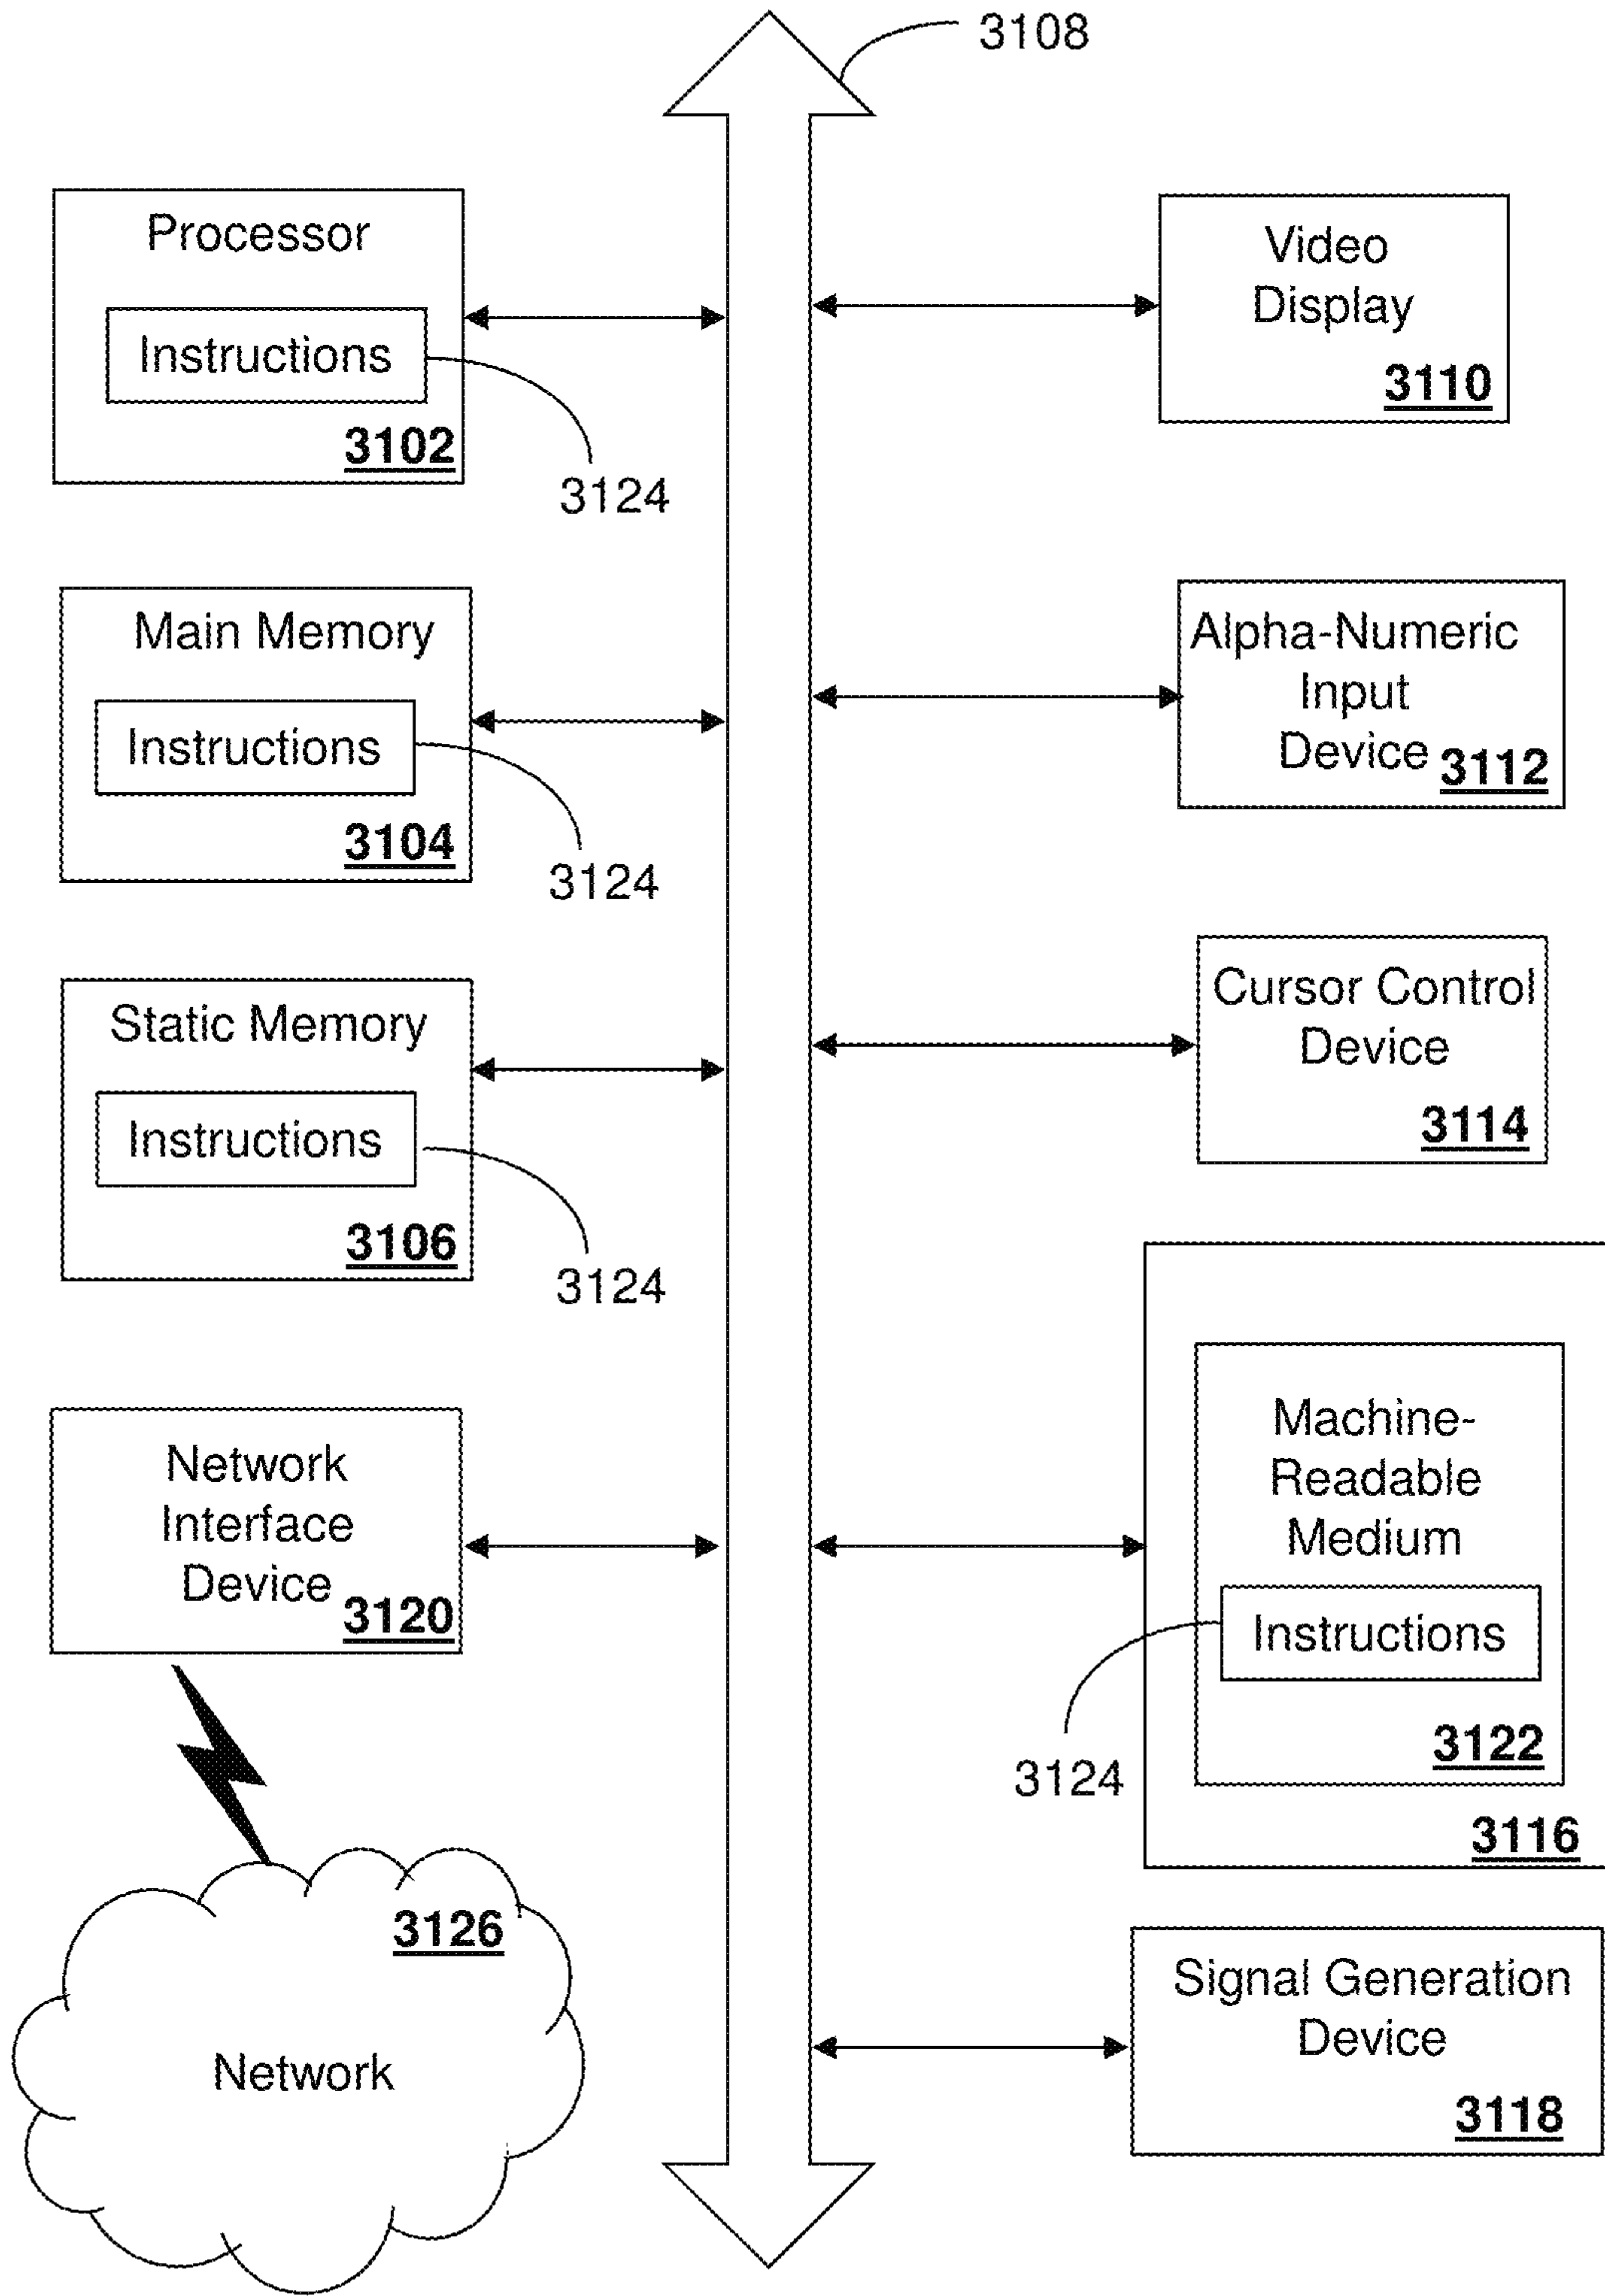 3108
Processor
Instructions
3102
3124
Main Memory
Instructions
3104
3124
Static Memory
Instructions
3106
3124
Network
Interface
Device
3120
3126
Network
Video
Display
3110
Alpha-Numeric
Input
Device
3112
Cursor Control
Device
3114
Machine-
Readable
Medium
Instructions
3122
3124
3116
Signal Generation
Device
3118